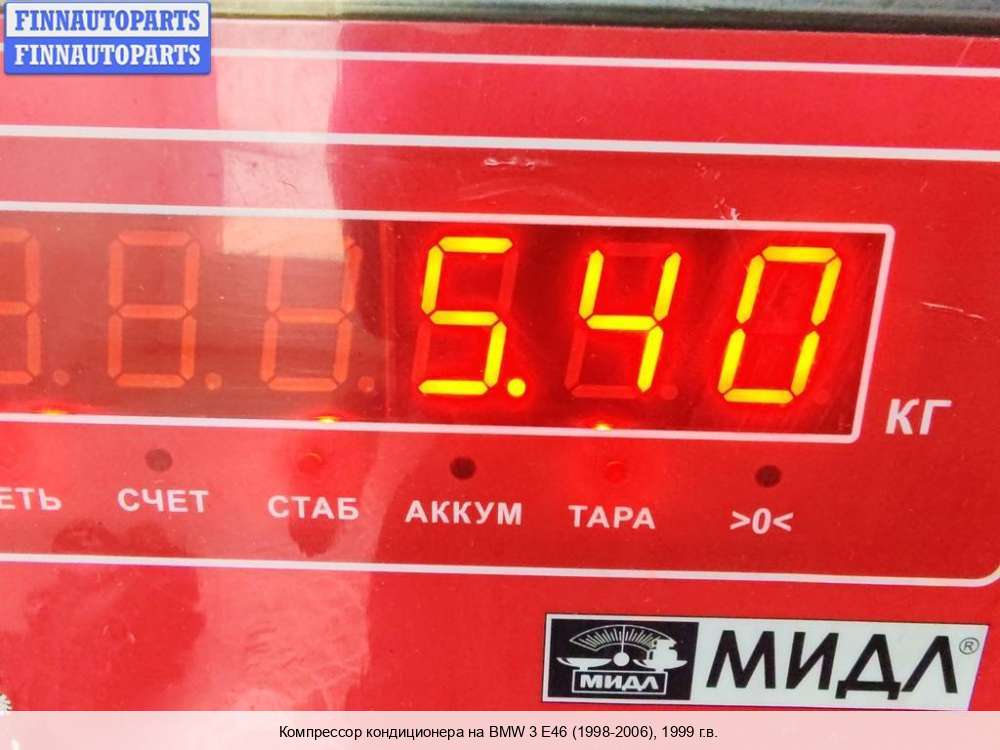 FINNAUTOPARTS
FINNAUTOPARTS
5.40
КГ
ЕТЬ СЧЕТ СТАБ АККУМ ТАРА >0<
МИДЛ МИДЛ®
Компрессор кондиционера на BMW 3 E46 (1998-2006), 1999 г.в.